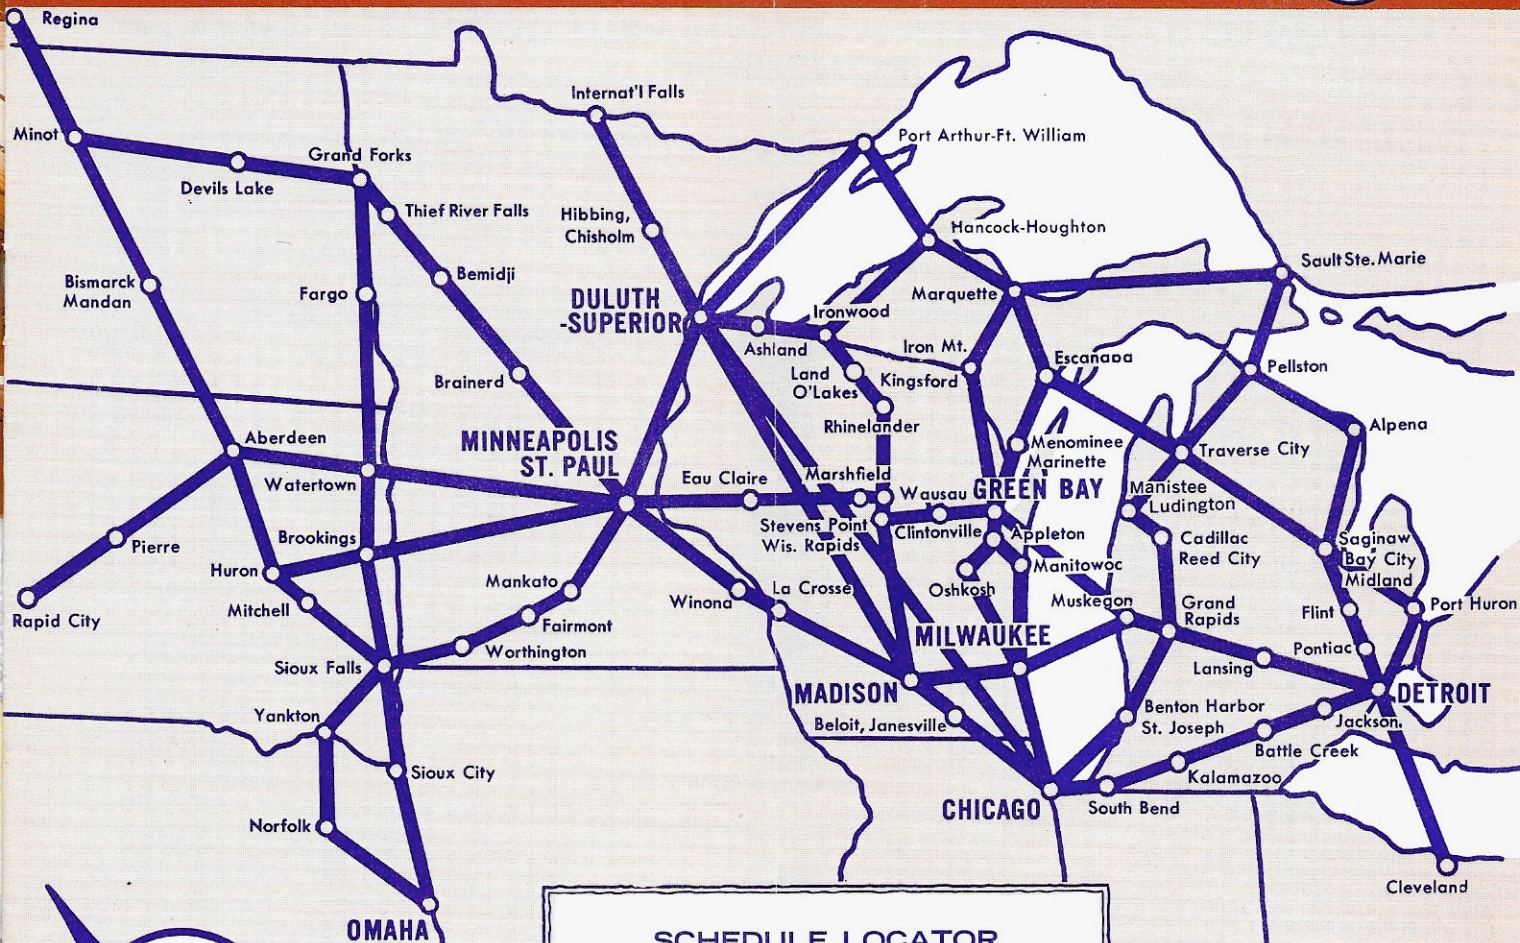 Regina
Internat'l Falls
Minot
Port Arthur-Ft. William
Grand Forks
Devils Lake
Thief River Falls
Hibbing,
Chisholm
Hancock-Houghton
Sault Ste. Marie
Bismarck
Mandan
Fargo
Bemidji
DULUTH
-SUPERIOR
Marquette
Ironwood
Ashland
Iron Mt.
Kingsford
Escanaba
Pellston
Land
O'Lakes
Brainerd
Rhinelander
Alpena
Aberdeen
MINNEAPOLIS
ST. PAUL
Menominee
Marinette
Traverse City
Watertown
Eau Claire
Marshfield
Wausau
GREEN BAY
Manistee
Ludington
Stevens Point
Wis. Rapids
Clintonville
Appleton
Cadillac
Reed City
Saginaw
Bay City
Midland
Pierre
Brookings
Huron
Mankato
Oshkosh
Manitowoc
Rapid City
Mitchell
Fairmont
Winona
La Crosse
Muskegon
Grand
Rapids
Flint
Port Huron
Worthington
MILWAUKEE
Sioux Falls
Lansing
Pontiac
MADISON
DETROIT
Yankton
Beloit, Janesville
Benton Harbor
St. Joseph
Jackson
Battle Creek
Sioux City
Kalamazoo
CHICAGO
South Bend
Norfolk
Cleveland
OMAHA
SCHEDULE LOCATOR